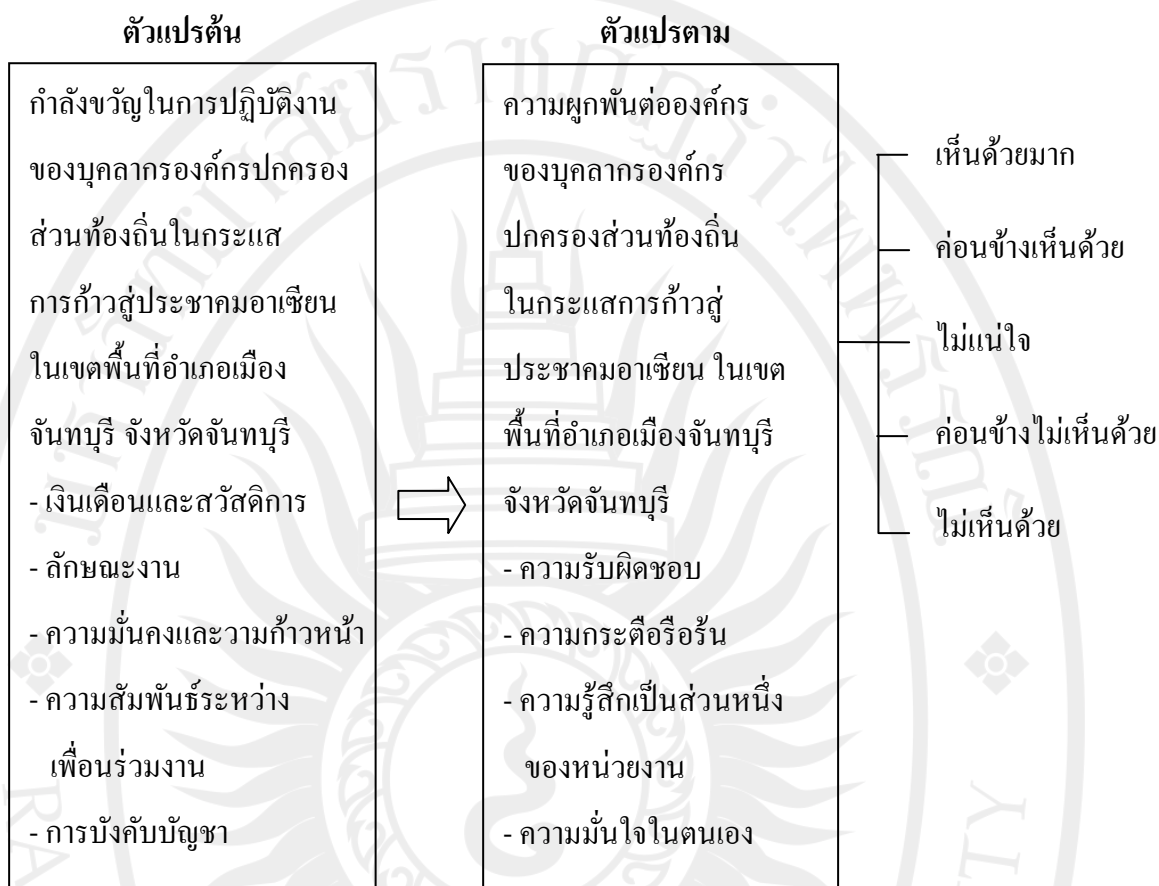 ตัวแปรต้น
กำลังขวัญในการปฏิบัติงาน
ของบุคลากรองค์กรปกครอง
ส่วนท้องถิ่นในกระแส
การก้าวสู่ประชาคมอาเซียน
ในเขตพื้นที่อำเภอเมือง
จันทบุรี จังหวัดจันทบุรี
- เงินเดือนและสวัสดิการ
- ลักษณะงาน
- ความมั่นคงและวามก้าวหน้า
- ความสัมพันธ์ระหว่าง
เพื่อนร่วมงาน
- การบังคับบัญชา
ตัวแปรตาม
ความผูกพันต่อองค์กร
ของบุคลากรองค์กร
ปกครองส่วนท้องถิ่น
ในกระแสการก้าวสู่
ประชาคมอาเซียน ในเขต
พื้นที่อำเภอเมืองจันทบุรี
จังหวัดจันทบุรี
- ความรับผิดชอบ
- ความกระตือรือร้น
- ความรู้สึกเป็นส่วนหนึ่ง
ของหน่วยงาน
- ความมั่นใจในตนเอง
เห็นด้วยมาก
ค่อนข้างเห็นด้วย
ไม่แน่ใจ
ค่อนข้างไม่เห็นด้วย
ไม่เห็นด้วย